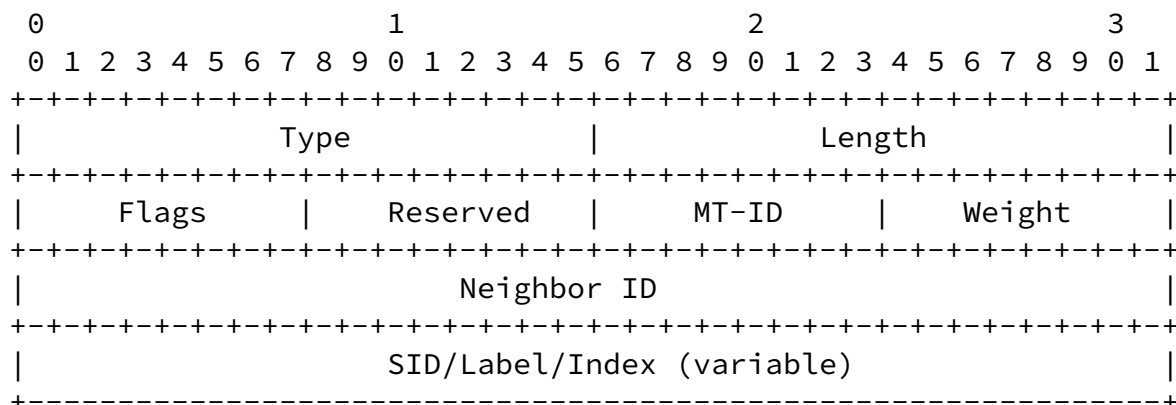 0                   1                   2                   3
0 1 2 3 4 5 6 7 8 9 0 1 2 3 4 5 6 7 8 9 0 1 2 3 4 5 6 7 8 9 0 1
+-+-+-+-+-+-+-+-+-+-+-+-+-+-+-+-+-+-+-+-+-+-+-+-+-+-+-+-+-+-+-+-+
|              Type             |            Length             |
+-+-+-+-+-+-+-+-+-+-+-+-+-+-+-+-+-+-+-+-+-+-+-+-+-+-+-+-+-+-+-+-+
|     Flags     |    Reserved   |     MT-ID     |    Weight     |
+-+-+-+-+-+-+-+-+-+-+-+-+-+-+-+-+-+-+-+-+-+-+-+-+-+-+-+-+-+-+-+-+
|                        Neighbor ID                            |
+-+-+-+-+-+-+-+-+-+-+-+-+-+-+-+-+-+-+-+-+-+-+-+-+-+-+-+-+-+-+-+-+
|                    SID/Label/Index (variable)                 |
+---------------------------------------------------------------+